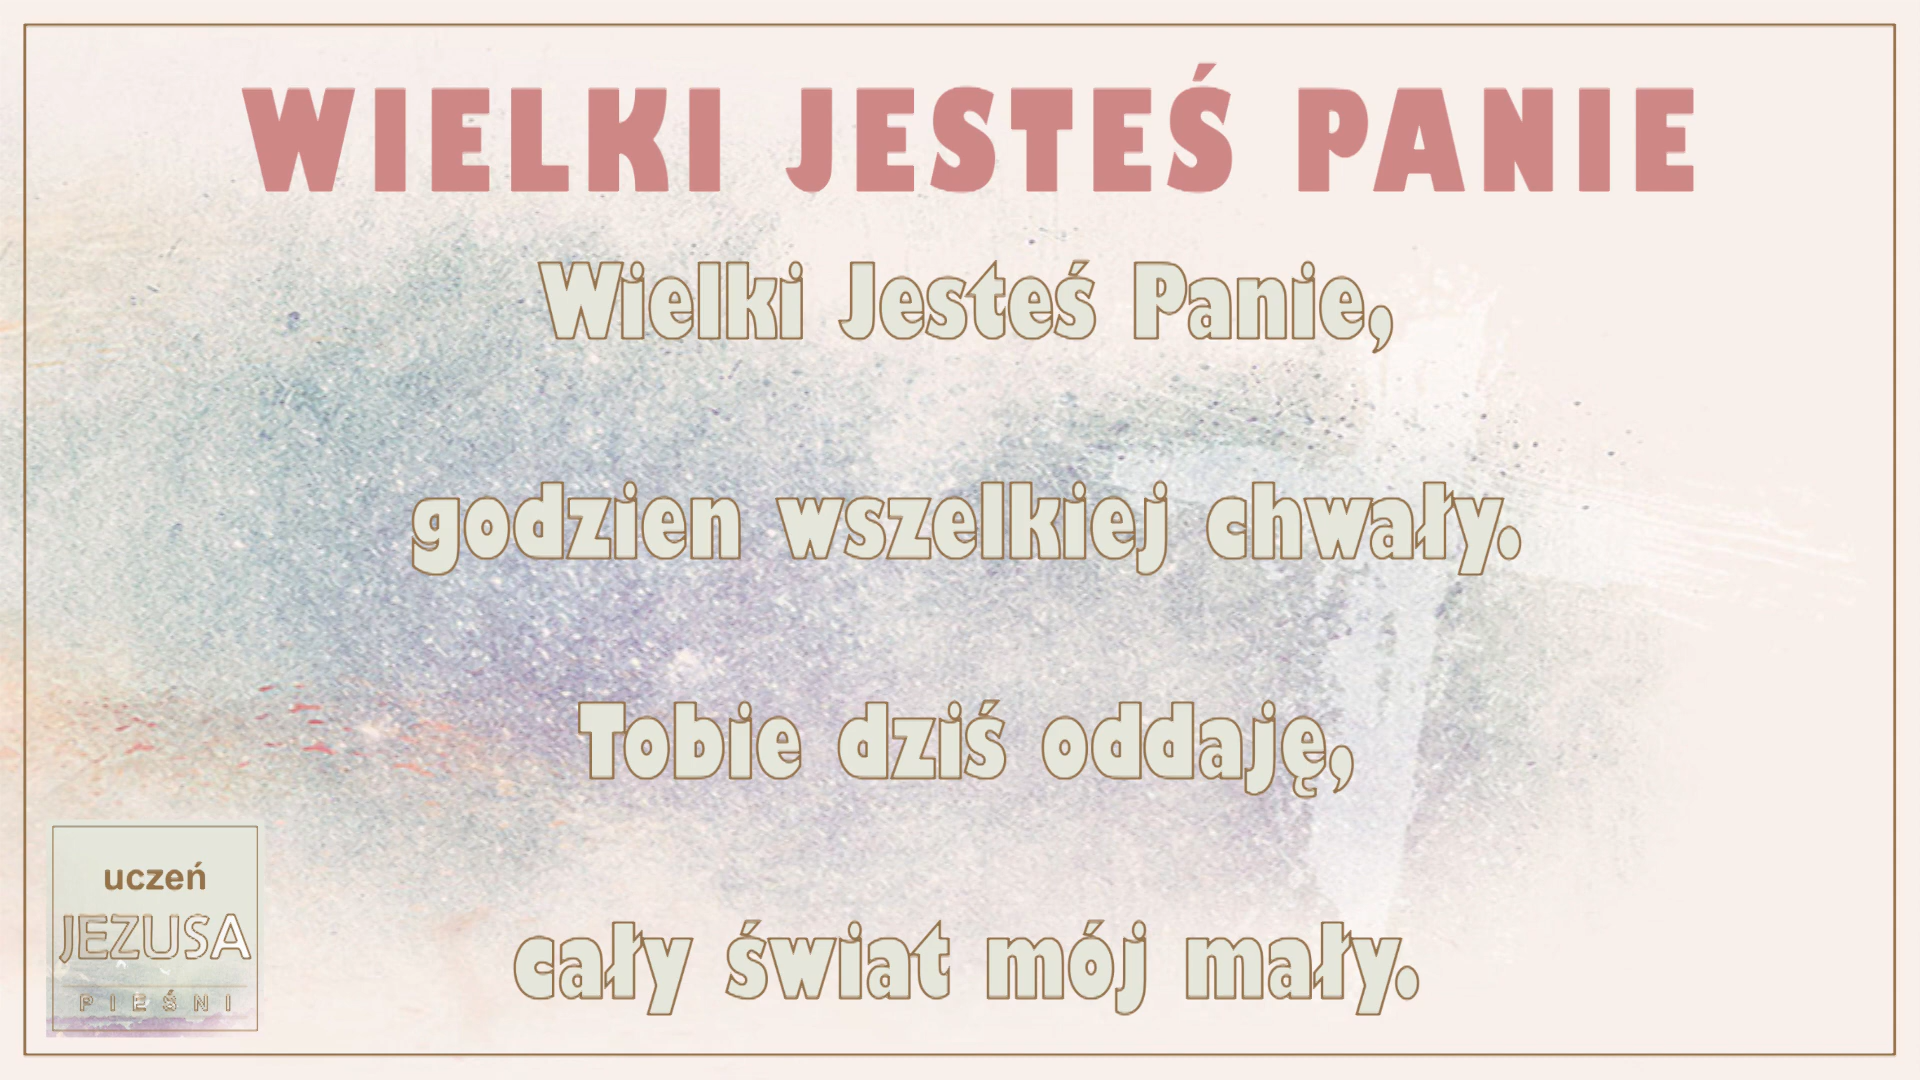 WIELKI JESTEŚ PANIE
Wielki Jesteś Panie,
godzien wszelkiej chwały.
Tobie dziś oddaję,
cały świat mój mały.
uczeń
JEZUSA
PIEŚNI